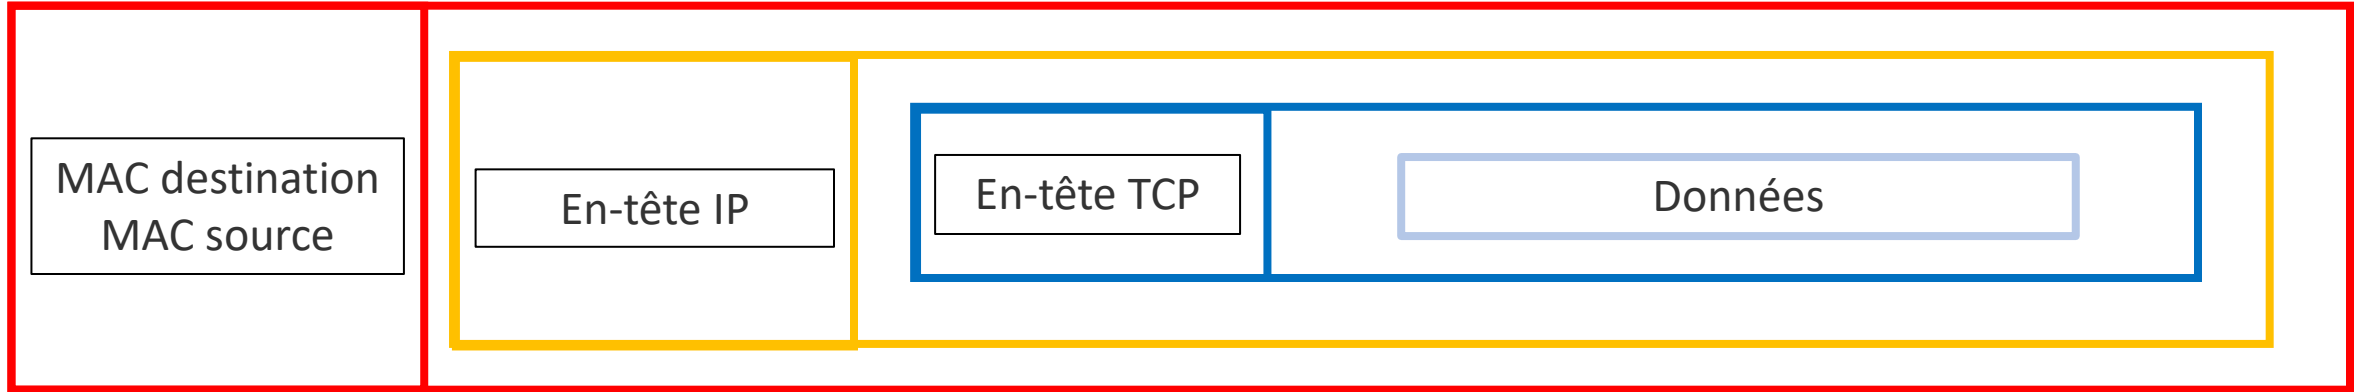 MAC destination
MAC source
En-tête IP
En-tête TCP
Données